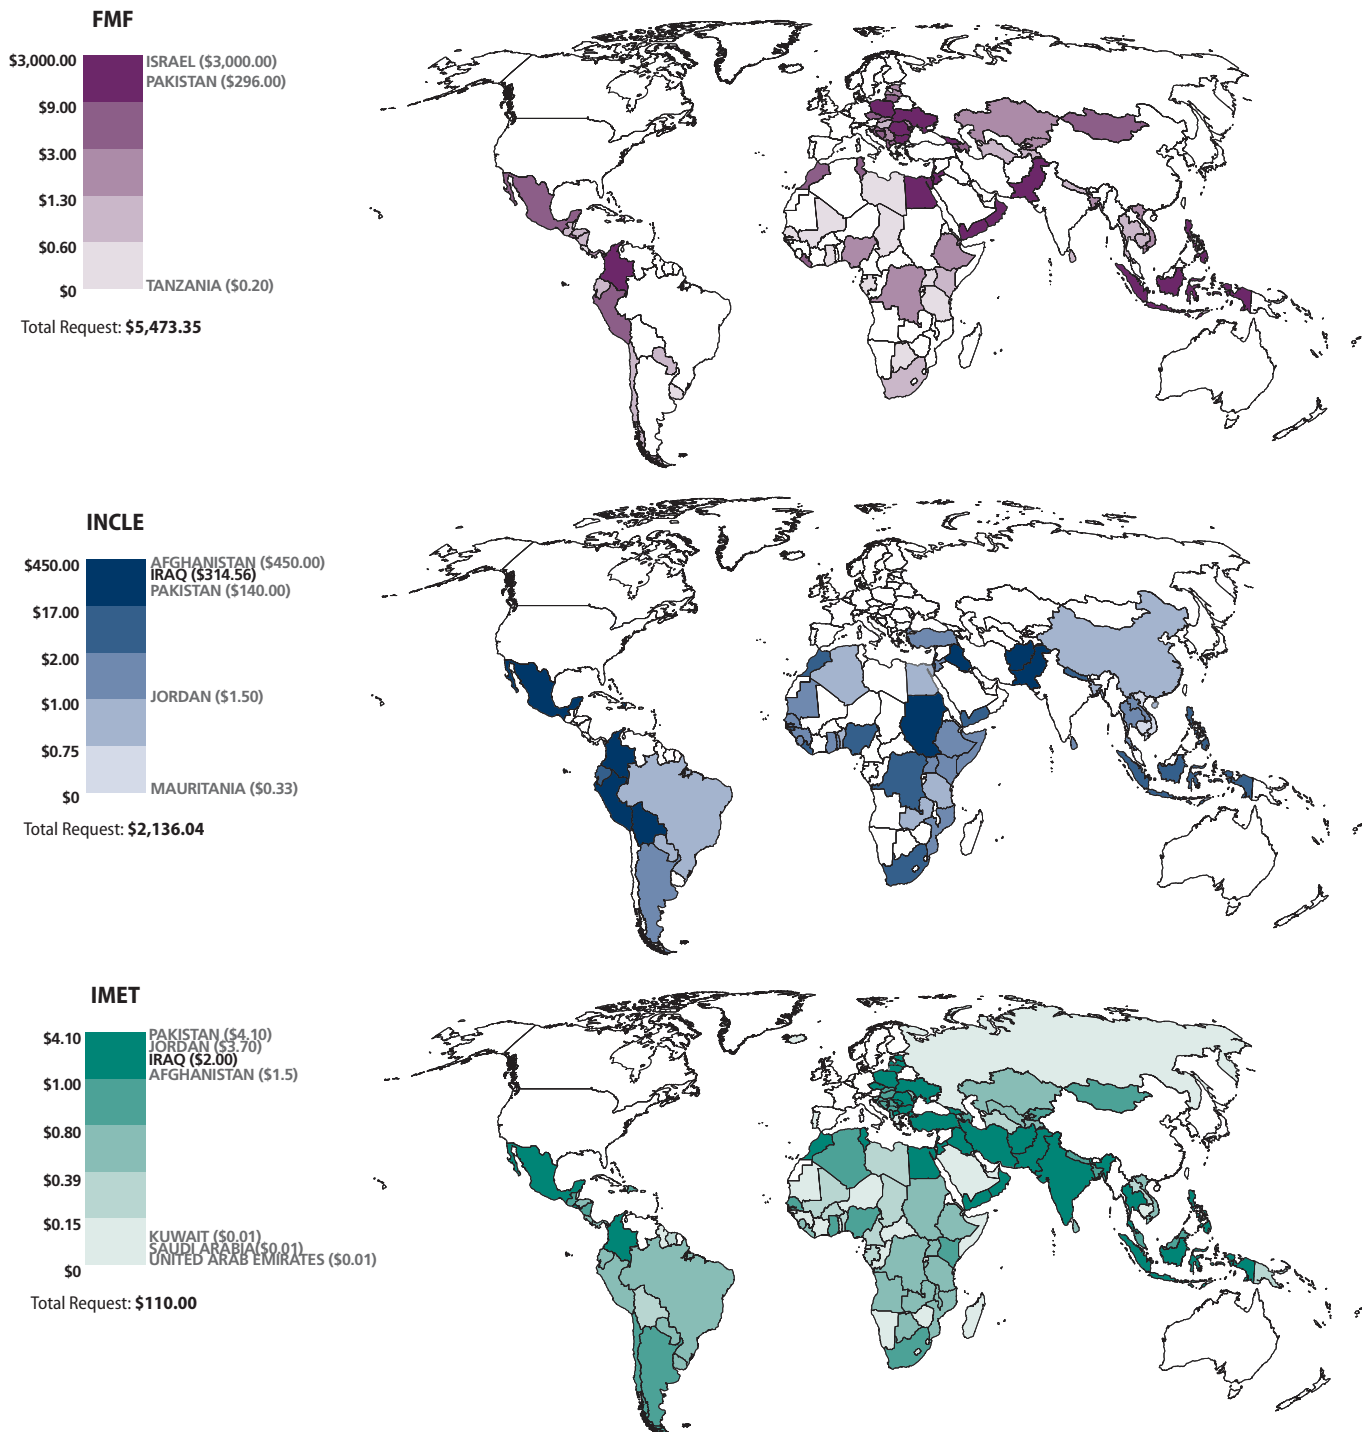 FMF
$3,000.00
ISRAEL ($3,000.00)
PAKISTAN ($296.00)
$9.00
$3.00
$1.30
$0.60
TANZANIA ($0.20)
$0
Total Request: $5,473.35
INCLE
$450.00
AFGHANISTAN ($450.00)
IRAQ ($314.56)
PAKISTAN ($140.00)
$17.00
$2.00
JORDAN ($1.50)
$1.00
$0.75
MAURITANIA ($0.33)
$0
Total Request: $2,136.04
IMET
$4.10
PAKISTAN ($4.10)
JORDAN ($3.70)
IRAQ ($2.00)
AFGHANISTAN ($1.5)
$1.00
$0.80
$0.39
$0.15
KUWAIT ($0.01)
SAUDI ARABIA($0.01)
UNITED ARAB EMIRATES ($0.01)
$0
Total Request: $110.00